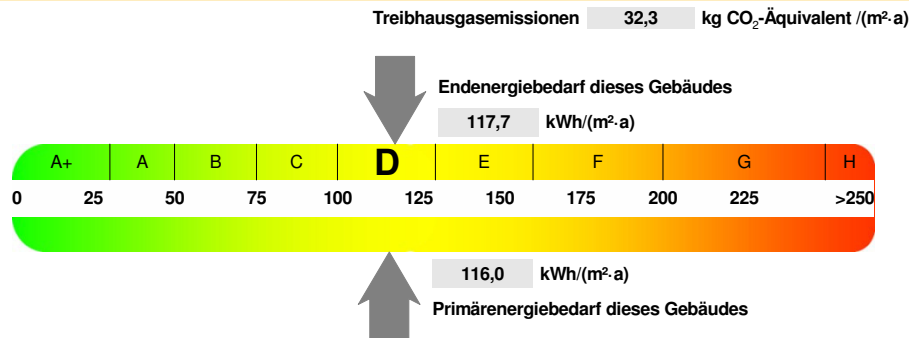 Treibhausgasemissionen 32,3 kg CO₂-Äquivalent /(m²·a)
Endenergiebedarf dieses Gebäudes
117,7 kWh/(m²·a)
A+ A B C D E F G H
0 25 50 75 100 125 150 175 200 225 >250
116,0 kWh/(m²·a)
Primärenergiebedarf dieses Gebäudes